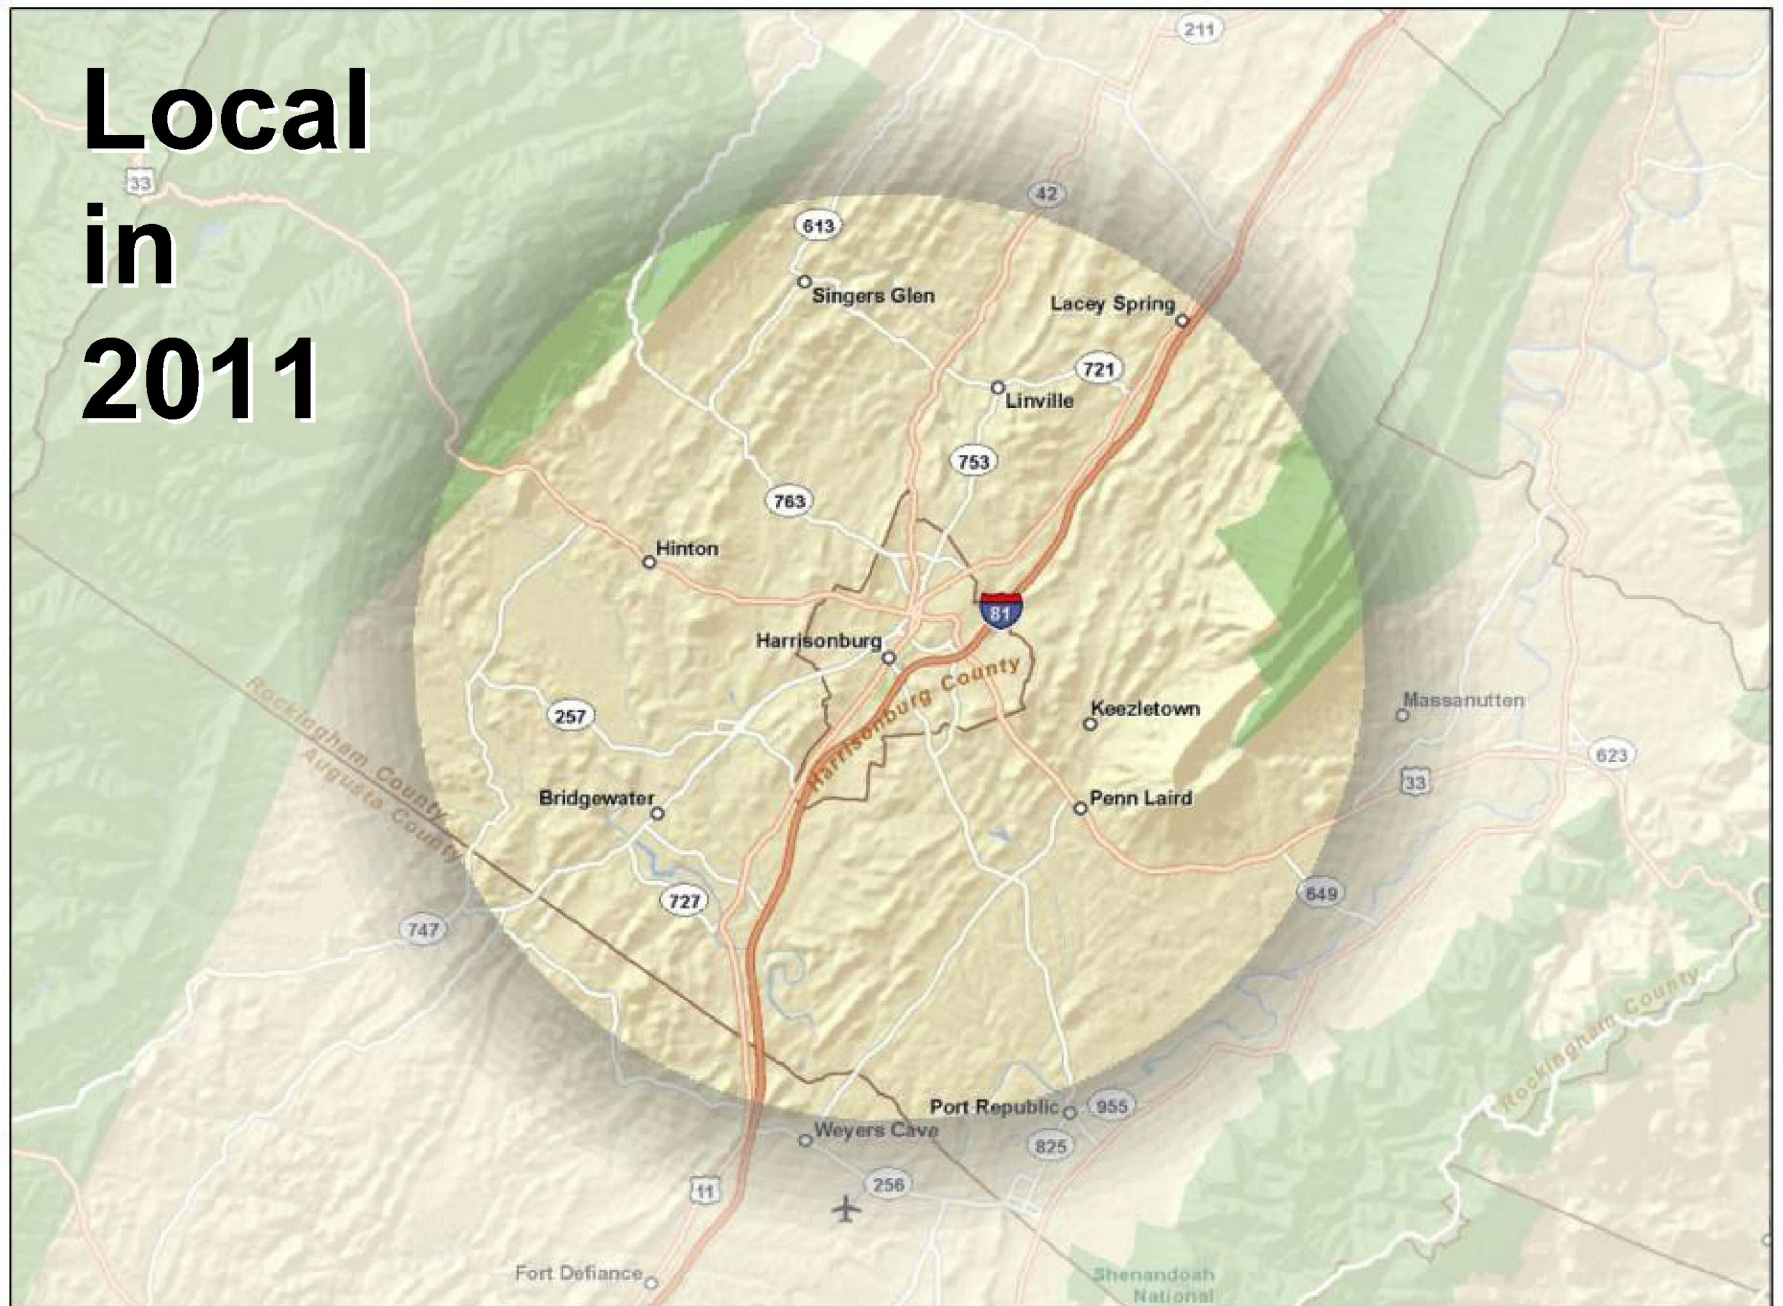 Local
in
2011
211
33
42
613
Singers Glen
Lacey Spring
721
Linville
753
763
Hinton
81
Harrisonburg
Harrisonburg County
Rockingham County
Augusta County
257
Keezletown
Massanutten
623
33
Bridgewater
Penn Laird
649
727
747
Rockingham County
Port Republic
955
Weyers Cave
825
256
11
Fort Defiance
Shenandoah
National